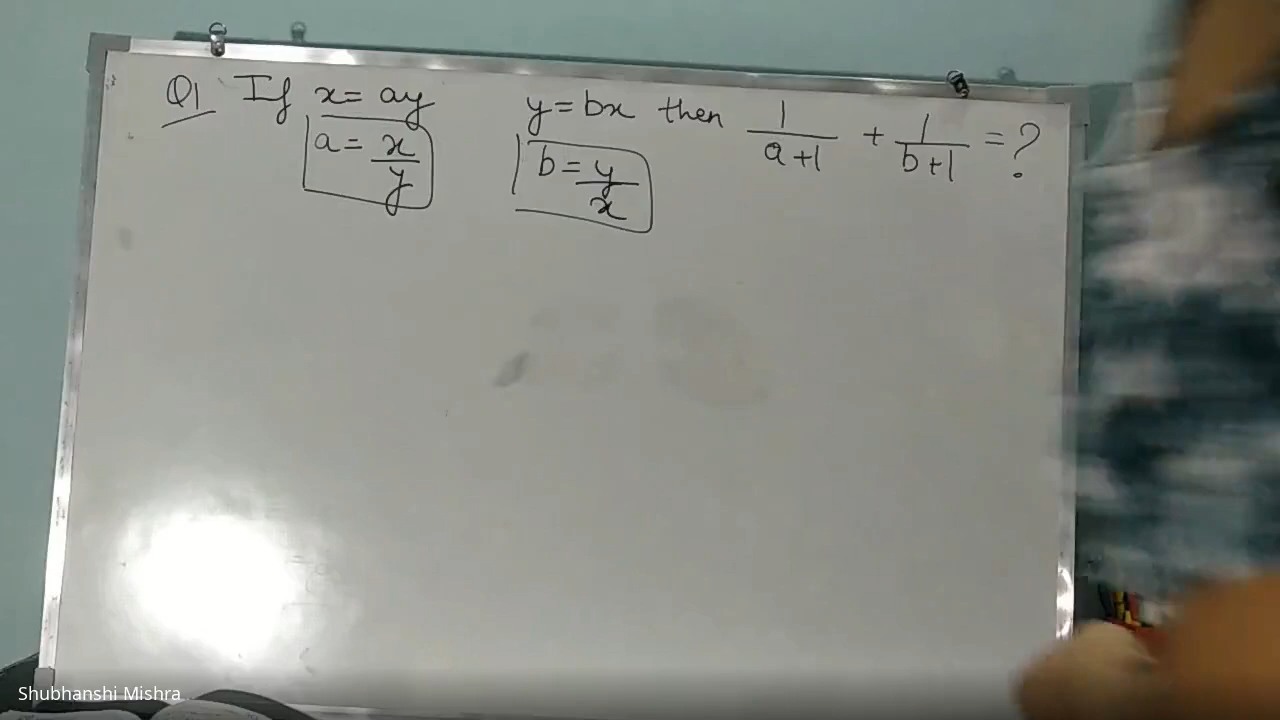 Q1 If x = ay y = bx then 1/(a+1) + 1/(b+1) = ?
a = x/y b = y/x
Shubhanshi Mishra